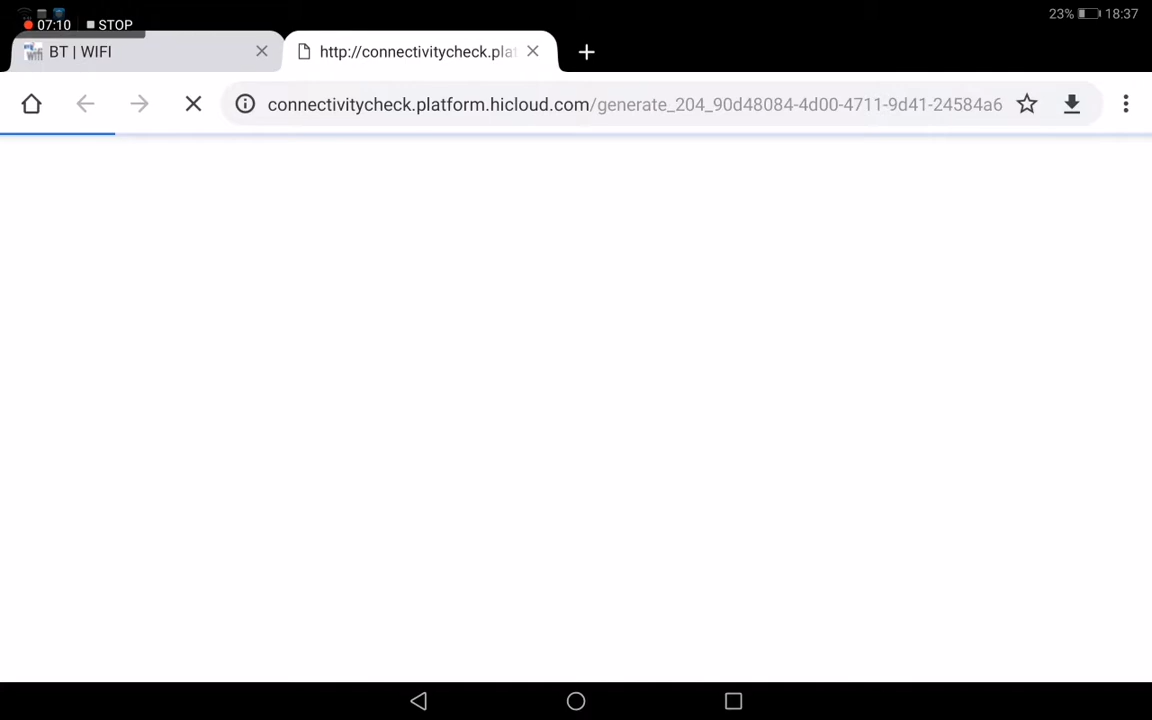 23% 18:37
07:10 STOP
BT | WIFI
http://connectivitycheck.plat
connectivitycheck.platform.hicloud.com/generate_204_90d48084-4d00-4711-9d41-24584a6